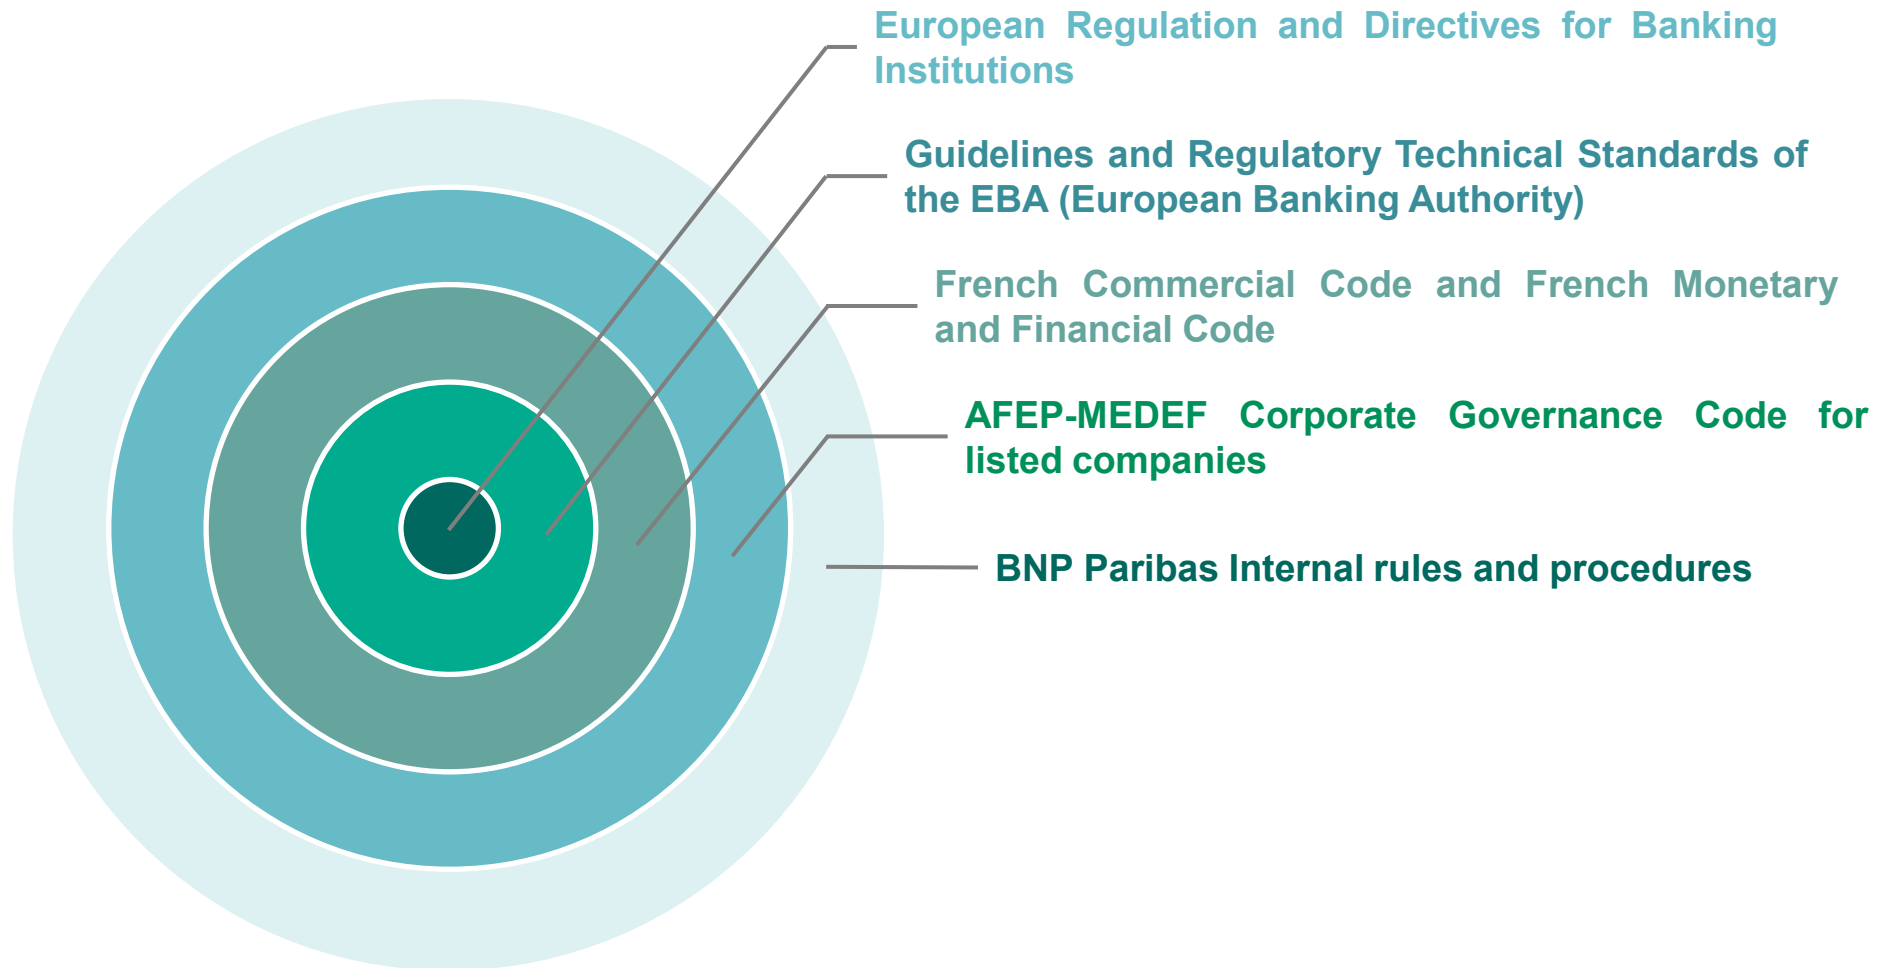 European Regulation and Directives for Banking
Institutions
Guidelines and Regulatory Technical Standards of
the EBA (European Banking Authority)
French Commercial Code and French Monetary
and Financial Code
AFEP-MEDEF Corporate Governance Code for
listed companies
BNP Paribas Internal rules and procedures